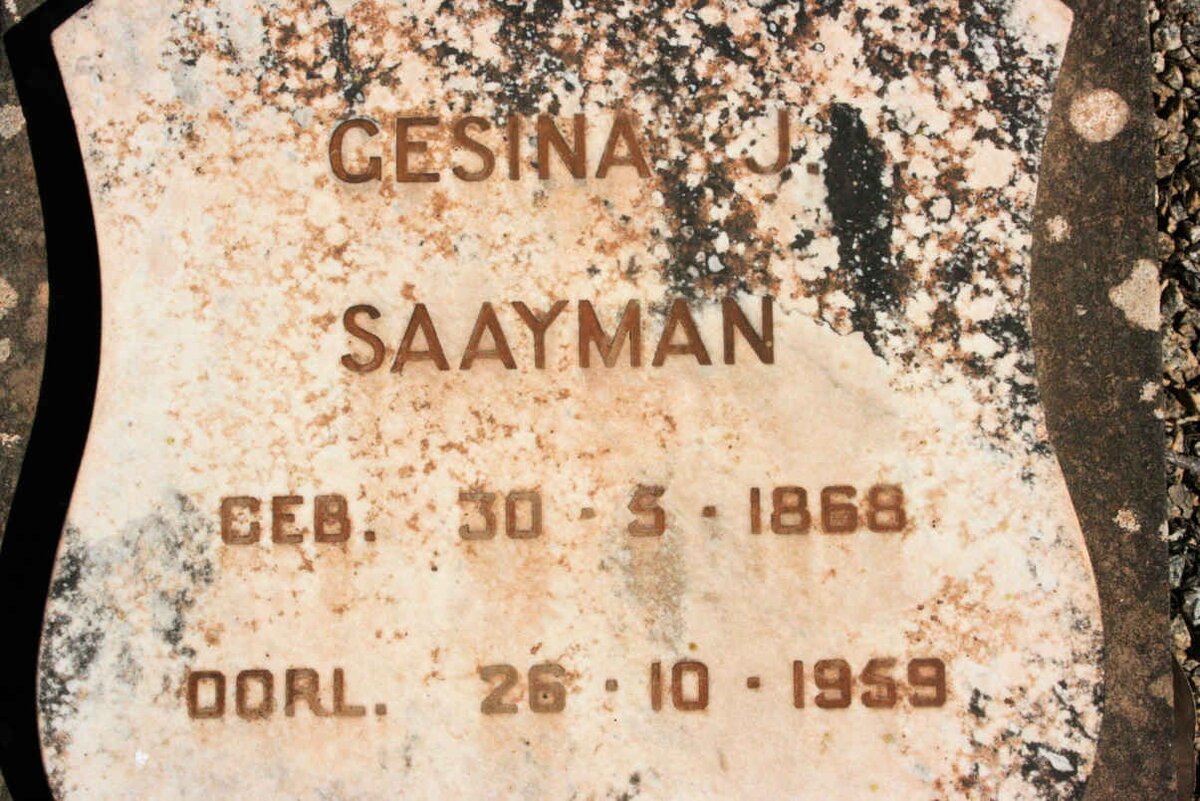 GESINA J.
SAAYMAN
GEB. 30 · 5 · 1868
OORL. 26 · 10 · 1959